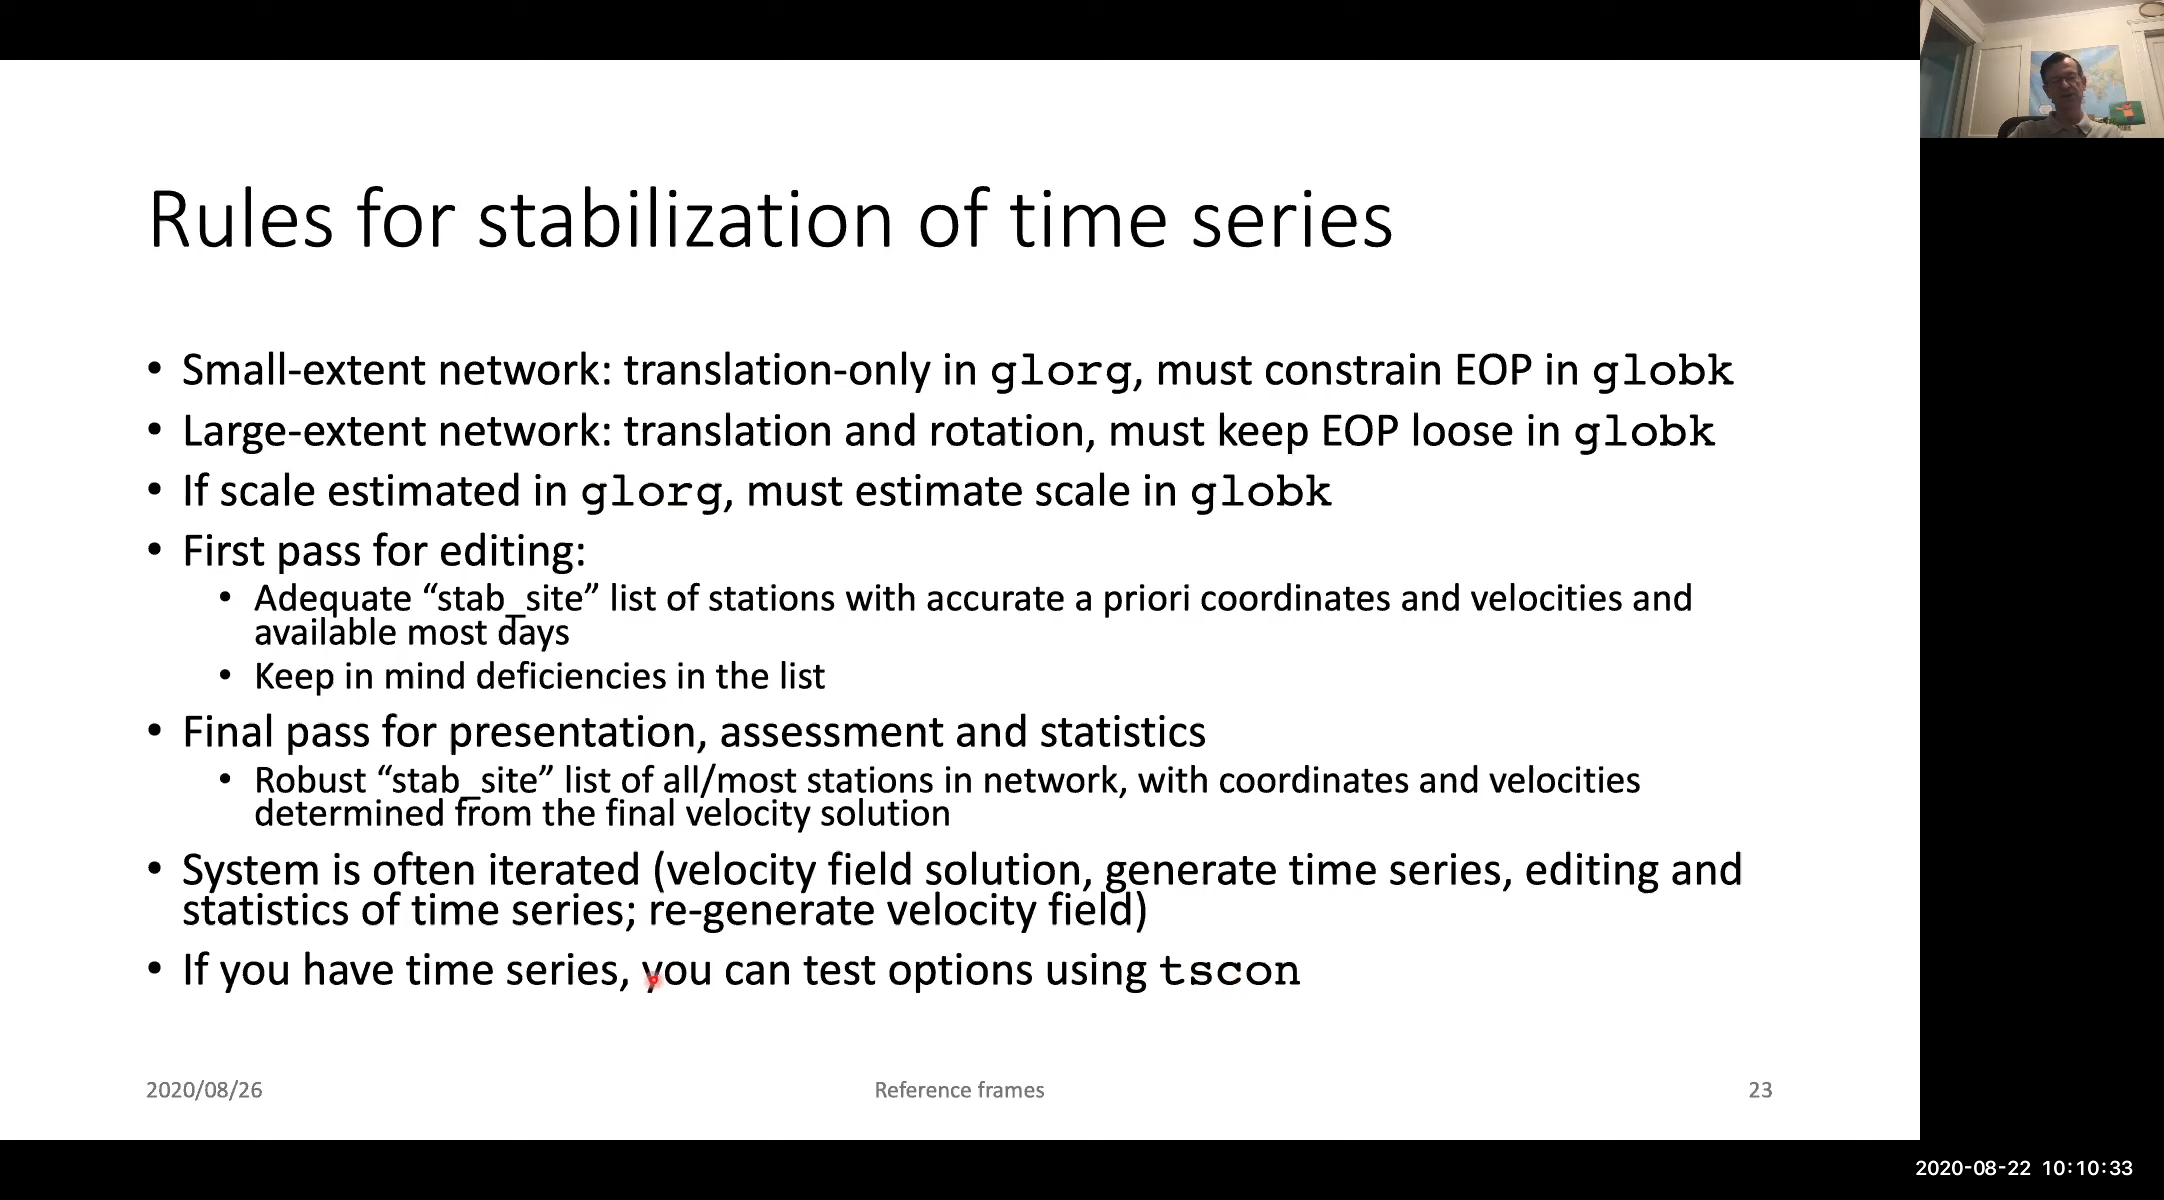 Rules for stabilization of time series
• Small-extent network: translation-only in glorg, must constrain EOP in globk
• Large-extent network: translation and rotation, must keep EOP loose in globk
• If scale estimated in glorg, must estimate scale in globk
• First pass for editing:
• Adequate “stab_site” list of stations with accurate a priori coordinates and velocities and
available most days
• Keep in mind deficiencies in the list
• Final pass for presentation, assessment and statistics
• Robust “stab_site” list of all/most stations in network, with coordinates and velocities
determined from the final velocity solution
• System is often iterated (velocity field solution, generate time series, editing and
statistics of time series; re-generate velocity field)
• If you have time series, you can test options using tscon
2020/08/26
Reference frames
23
2020-08-22 10:10:33